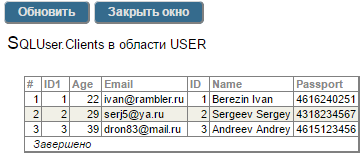 Обновить Закрыть окно
SQLUser.Clients в области USER
# ID1 Age Email ID Name Passport
1 1 22 ivan@rambler.ru 1 Berezin Ivan 4616240251
2 2 29 serj5@ya.ru 2 Sergeev Sergey 4318234567
3 3 39 dron83@mail.ru 3 Andreev Andrey 4615123456
Завершено